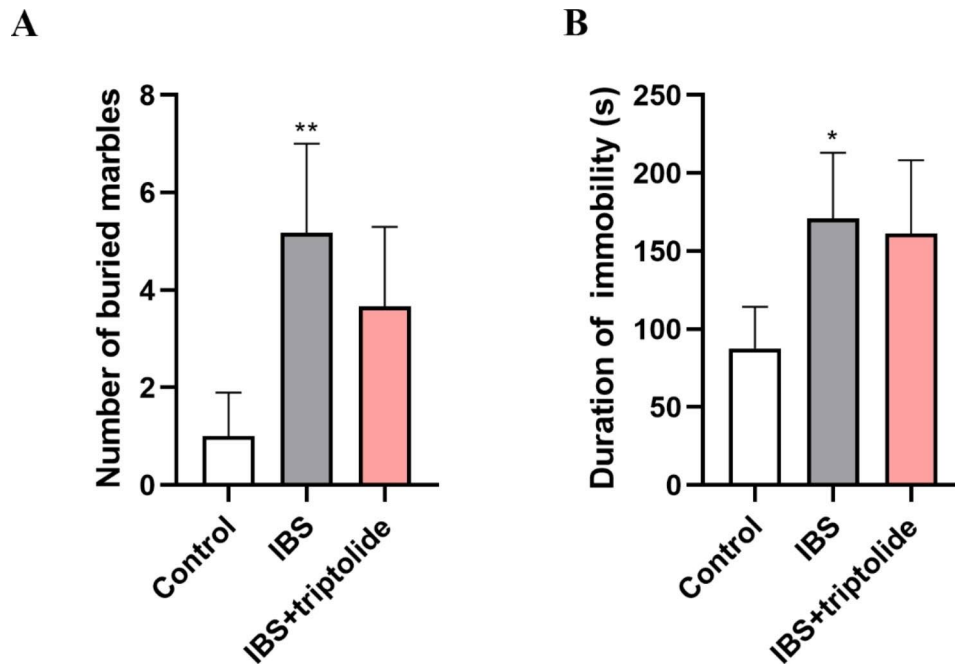 A
Number of buried marbles
8
6
4
2
0
**
Control
IBS
IBS+triptolide
B
Duration of immobility (s)
250
200
150
100
50
0
*
Control
IBS
IBS+triptolide